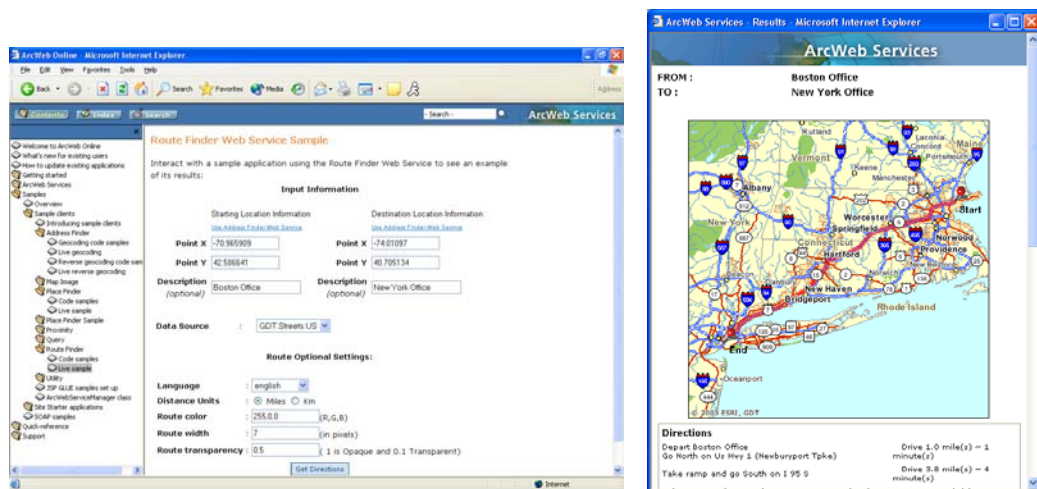 ArcWeb Online - Microsoft Internet Explorer
File Edit View Favorites Tools Help
Back Search Favorites Media Address
Contents Index Search - Search - ArcWeb Services
Welcome to ArcWeb Online
What's new for existing users
How to update existing applications
Getting started
ArcWeb Services
Samples
Overview
Sample clients
Introducing sample clients
Address Finder
Geocoding code samples
Live geocoding
Reverse geocoding code sam
Live reverse geocoding
Map Image
Place Finder
Code samples
Live sample
Place Finder Sample
Proximity
Query
Route Finder
Code samples
Live sample
Utility
JSP GLUE samples set up
ArcWebServiceManager class
Site Starter applications
SOAP samples
Quick-reference
Support
Route Finder Web Service Sample
Interact with a sample application using the Route Finder Web Service to see an example
of its results:
Input Information
Starting Location Information Destination Location Information
Use Address Finder Web Service Use Address Finder Web Service
Point X -70.965909 Point X -74.01097
Point Y 42.586641 Point Y 40.705134
Description Boston Office Description New York Office
(optional) (optional)
Data Source : GDT.Streets.US
Route Optional Settings:
Language : english
Distance Units : Miles Km
Route color : 255.0.0 (R,G,B)
Route width : 7 (in pixels)
Route transparency : 0.5 ( 1 is Opaque and 0.1 Transparent)
Get Directions
Internet
ArcWeb Services - Results - Microsoft Internet Explorer
ArcWeb Services
FROM : Boston Office
TO : New York Office
Rutland
Laconia
Concord
Maine
Vermont
Portsmouth
Keene
Manchester
Albany
Start
Worcester
New York
Springfield
Norwood
Connecticut
Hartford
Providence
New Bedford
Norwich
Danbury
New Haven
Bridgeport
Rhode Island
End
Oceanport
© 2003 ESRI, GDT
Directions
Depart Boston Office Drive 1.0 mile(s) ~ 1
Go North on Us Hwy 1 (Newburyport Tpke) minute(s)
Take ramp and go South on I 95 S Drive 3.8 mile(s) ~ 4
minute(s)